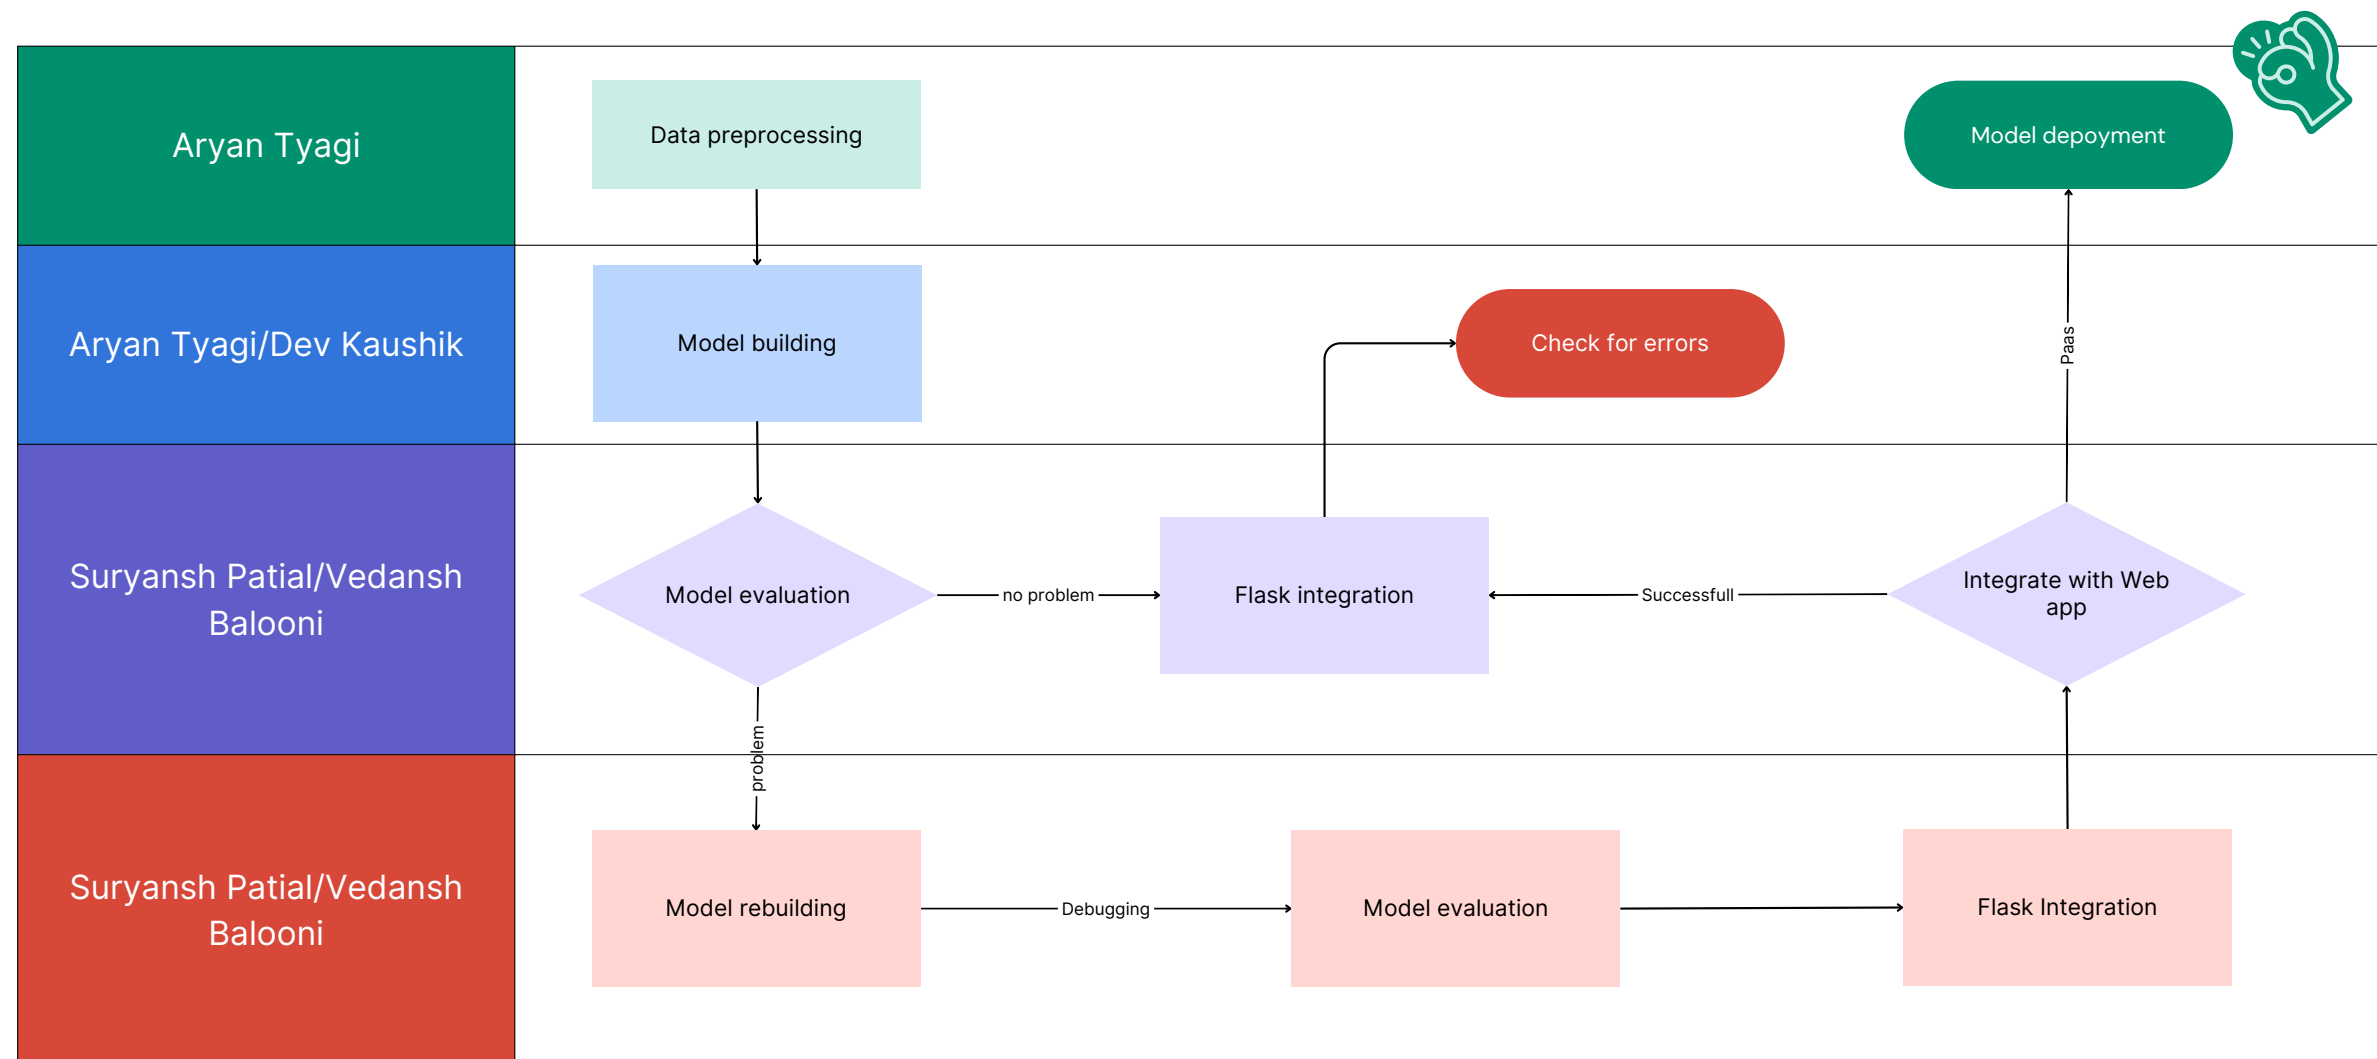 Aryan Tyagi
Data preprocessing
Model depoyment
Aryan Tyagi/Dev Kaushik
Model building
Check for errors
Paas
Suryansh Patial/Vedansh
Balooni
Model evaluation
no problem
Flask integration
Successfull
Integrate with Web
app
problem
Suryansh Patial/Vedansh
Balooni
Model rebuilding
Debugging
Model evaluation
Flask Integration